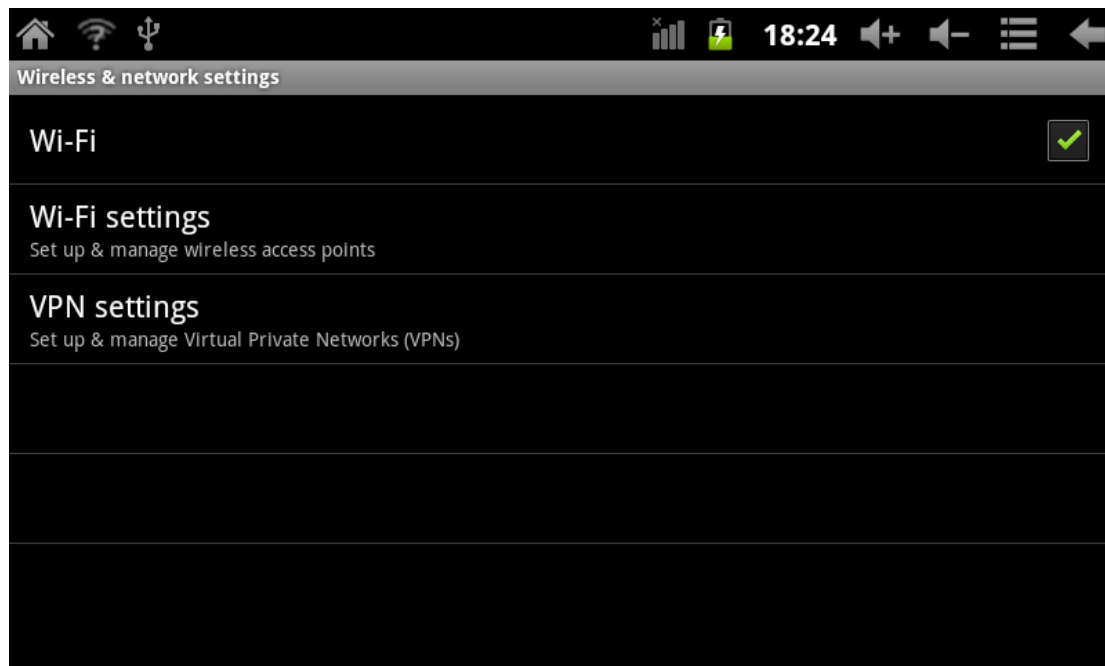 18:24
Wireless & network settings
Wi-Fi
Wi-Fi settings
Set up & manage wireless access points
VPN settings
Set up & manage Virtual Private Networks (VPNs)